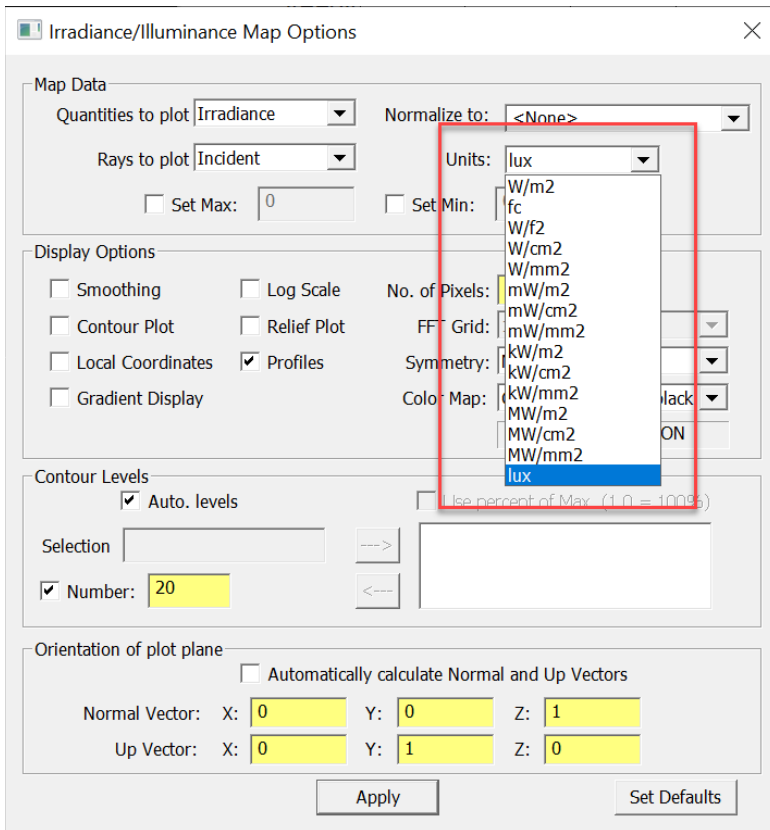 Irradiance/Illuminance Map Options
Map Data
Quantities to plot Irradiance Normalize to: <None>
Rays to plot Incident Units: lux
Set Max: 0 Set Min:
W/m2
fc
W/f2
W/cm2
W/mm2
mW/m2
mW/cm2
mW/mm2
kW/m2
kW/cm2
kW/mm2
MW/m2
MW/cm2
MW/mm2
lux
Display Options
Smoothing Log Scale No. of Pixels:
Contour Plot Relief Plot FFT Grid:
Local Coordinates Profiles Symmetry:
Gradient Display Color Map:
ON
Contour Levels
Auto. levels Use percent of Max. (1.0 = 100%)
Selection --->
Number: 20 <---
Orientation of plot plane
Automatically calculate Normal and Up Vectors
Normal Vector: X: 0 Y: 0 Z: 1
Up Vector: X: 0 Y: 1 Z: 0
Apply Set Defaults